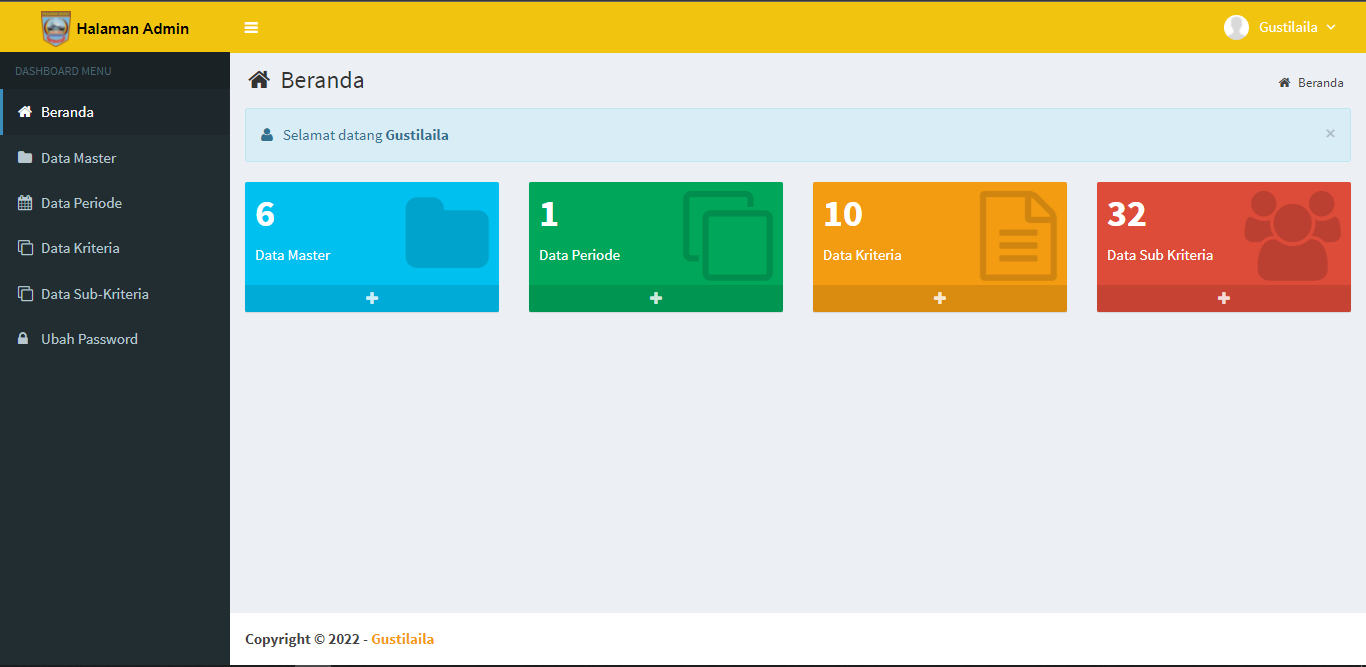 Halaman Admin
Gustilaila
DASHBOARD MENU
Beranda
Data Master
Data Periode
Data Kriteria
Data Sub-Kriteria
Ubah Password
Beranda
Beranda
Selamat datang Gustilaila
×
6
Data Master
1
Data Periode
10
Data Kriteria
32
Data Sub Kriteria
Copyright © 2022 - Gustilaila